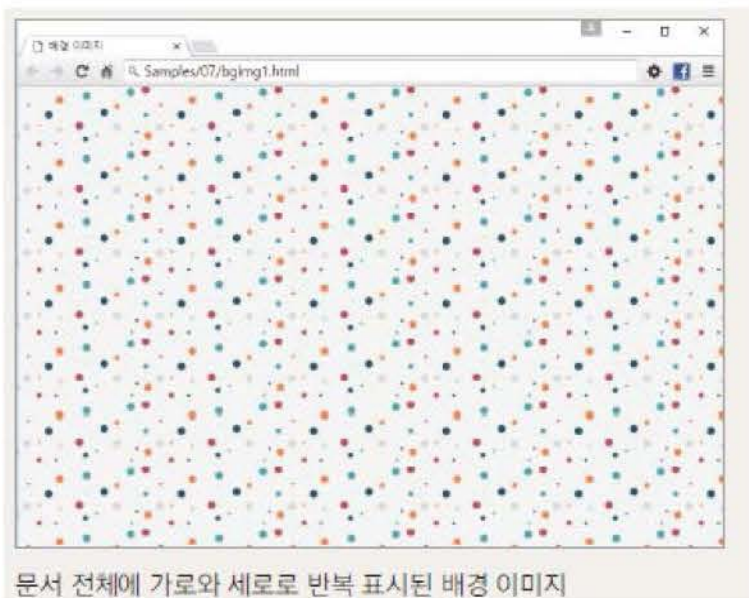 배경 이미지
Samples/07/bgimg1.html
문서 전체에 가로와 세로로 반복 표시된 배경 이미지